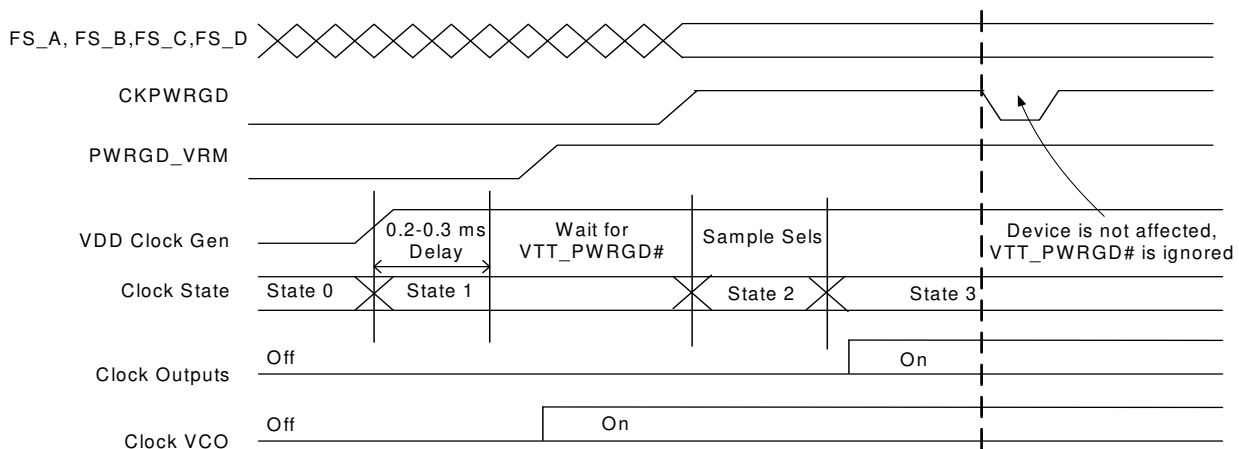 FS_A, FS_B,FS_C,FS_D
CKPWRGD
PWRGD_VRM
VDD Clock Gen
0.2-0.3 ms
Delay
Wait for
VTT_PWRGD#
Sample Sels
Device is not affected,
VTT_PWRGD# is ignored
Clock State
State 0
State 1
State 2
State 3
Clock Outputs
Off
On
Clock VCO
Off
On